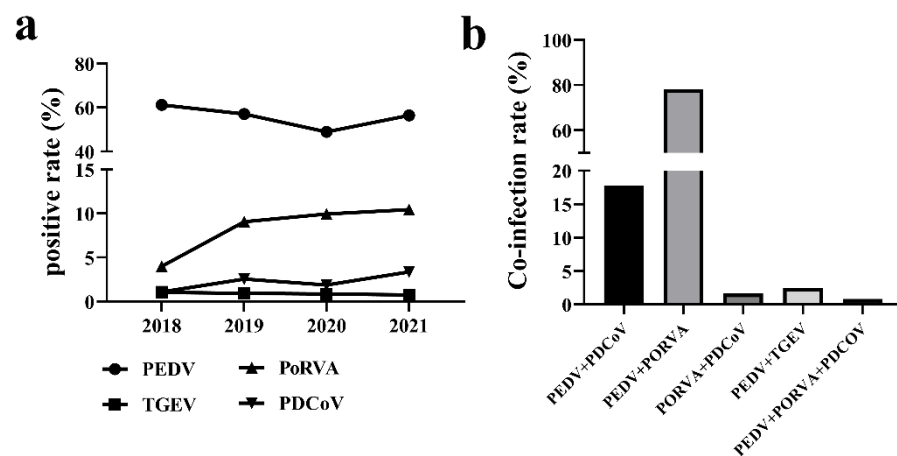 a
positive rate (%)
80
60
40
15
10
5
0
2018 2019 2020 2021
PEDV PoRVA
TGEV PDCoV
b
Co-infection rate (%)
100
80
60
20
15
10
5
0
PEDV+PDCoV
PEDV+PORVA
PORVA+PDCoV
PEDV+TGEV
PEDV+PORVA+PDCOV